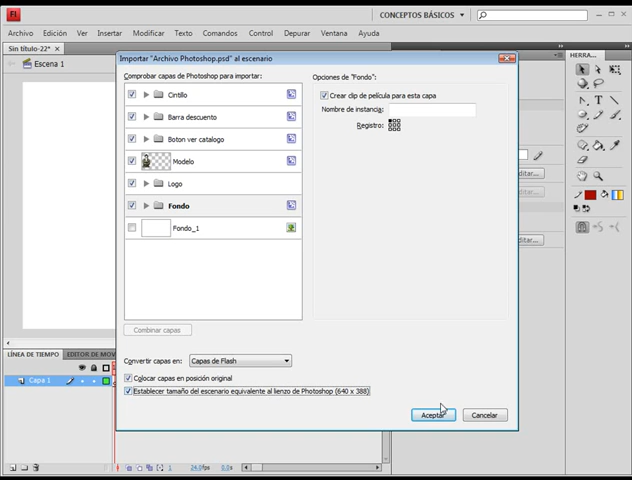 FL
CONCEPTOS BÁSICOS
Archivo Edición Ver Insertar Modificar Texto Comandos Control Depurar Ventana Ayuda
Sin título-22*
Escena 1
Importar "Archivo Photoshop.psd" al escenario
Comprobar capas de Photoshop para importar:
Cintillo
Barra descuento
Boton ver catalogo
Modelo
Logo
Fondo
Fondo_1
Combinar capas
Opciones de "Fondo":
Crear clip de película para esta capa
Nombre de instancia:
Registro:
Convertir capas en: Capas de Flash
Colocar capas en posición original
Establecer tamaño del escenario equivalente al lienzo de Photoshop (640 x 388)
Aceptar Cancelar
HERRA...
ditar...
ditar...
LÍNEA DE TIEMPO EDITOR DE MOV
Capa 1
1 24.0fps 0.0s